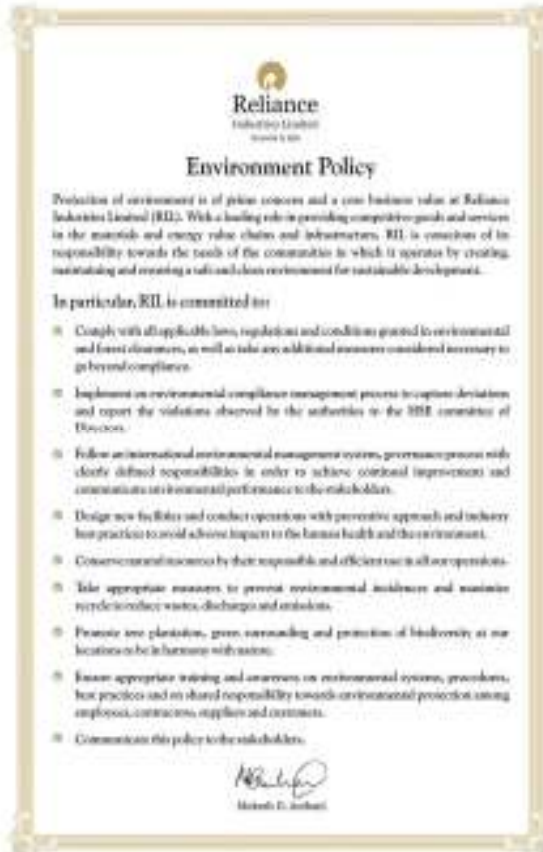 Reliance
Industries Limited
Environment Policy
Protection of environment is of prime concern and a core business value at Reliance
Industries Limited (RIL). With a leading role in providing competitive goods and services
in the materials and energy value chains and infrastructure, RIL is conscious of its
responsibility towards the needs of the communities in which it operates by creating,
maintaining and ensuring a safe and clean environment for sustainable development.
In particular, RIL is committed to:
Comply with all applicable laws, regulations and conditions granted in environmental
and forest clearances, as well as take any additional measures considered necessary to
go beyond compliance.
Implement an environmental compliance management process to capture deviations
and report the violations observed by the authorities to the HSE committee of
Directors.
Follow an international environmental management system, governance process with
clearly defined responsibilities in order to achieve continual improvement and
communicate environmental performance to the stakeholders.
Design new facilities and conduct operations with preventive approach and industry
best practices to avoid adverse impacts to the human health and the environment.
Conserve natural resources by their responsible and efficient use in all our operations.
Take appropriate measures to prevent environmental incidences and maximize
recycle to reduce wastes, discharges and emissions.
Promote tree plantation, green surrounding and protection of biodiversity at our
locations to be in harmony with nature.
Ensure appropriate training and awareness on environmental systems, procedures,
best practices and on shared responsibility towards environmental protection among
employees, contractors, suppliers and customers.
Communicate this policy to the stakeholders.
Mukesh D. Ambani